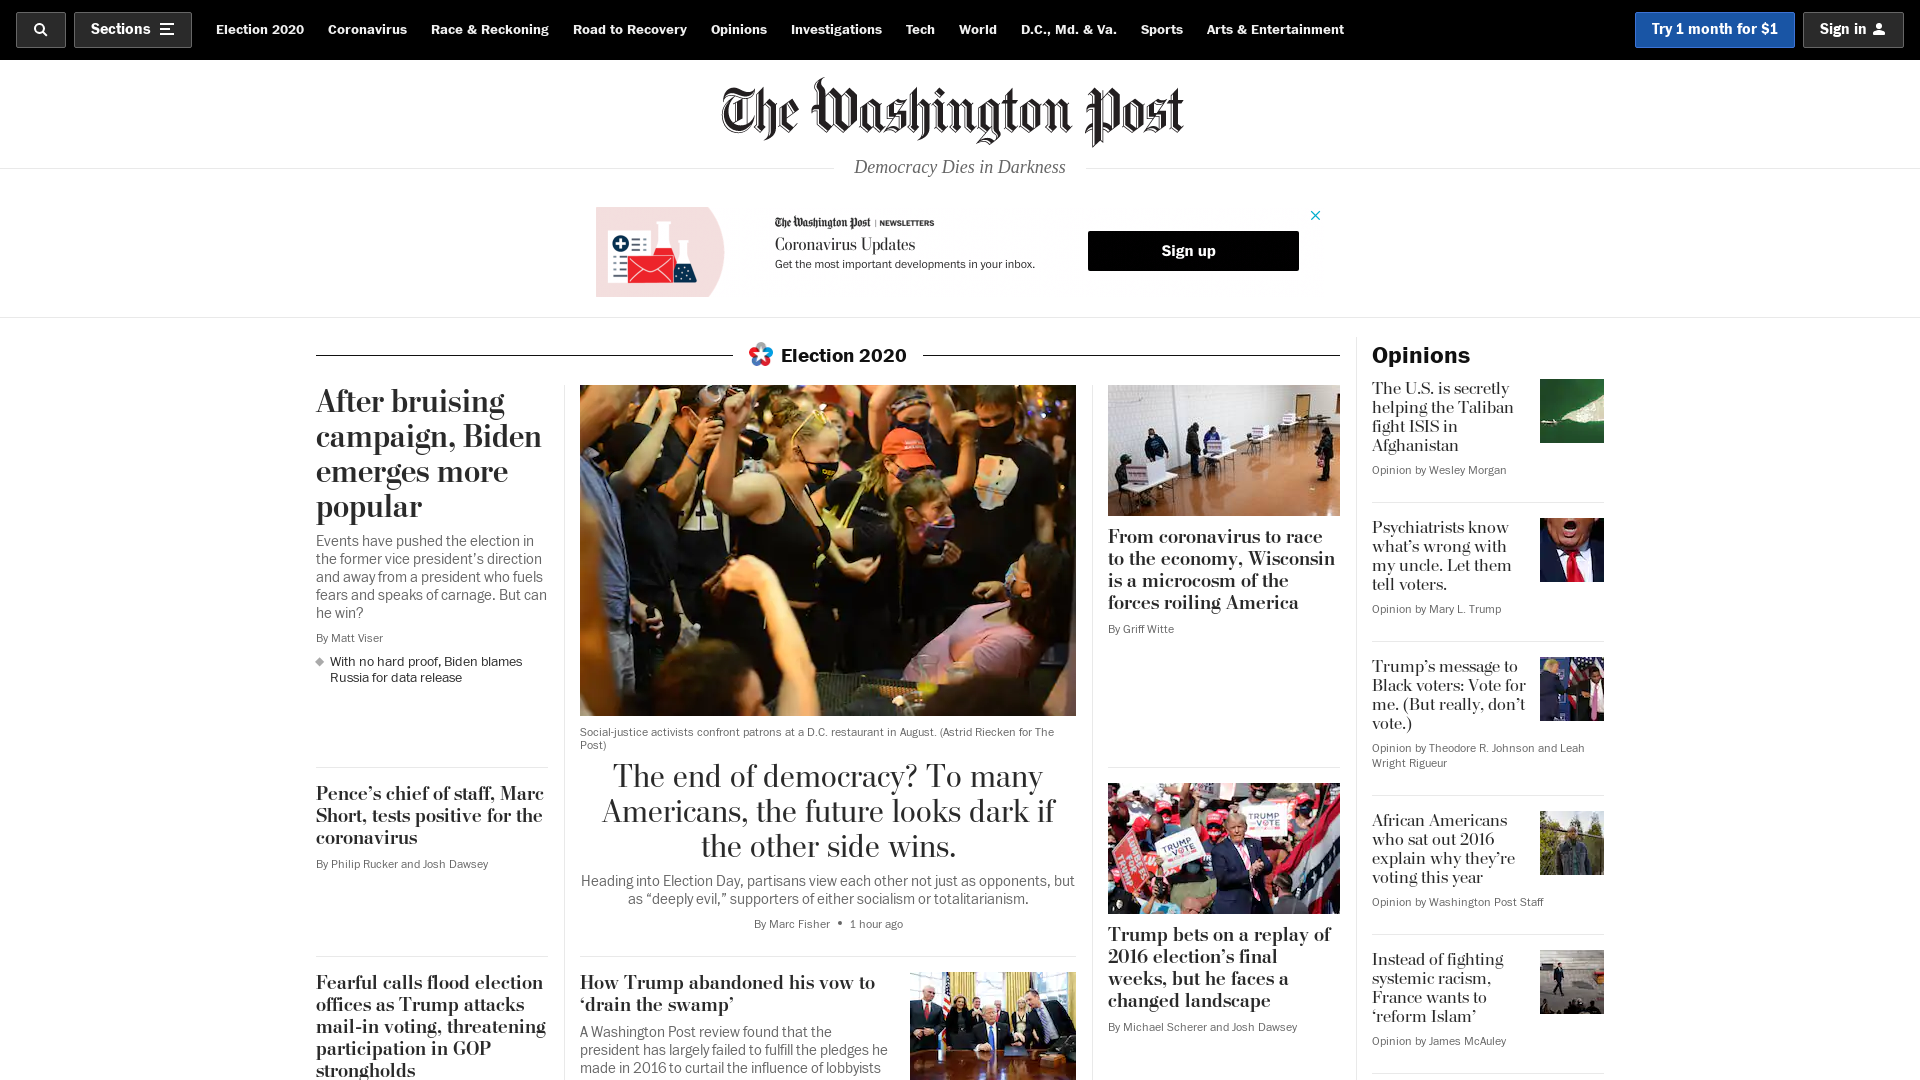 Sections
Election 2020
Coronavirus
Race & Reckoning
Road to Recovery
Opinions
Investigations
Tech
World
D.C., Md. & Va.
Sports
Arts & Entertainment
Try 1 month for $1
Sign in
The Washington Post
Democracy Dies in Darkness
The Washington Post | NEWSLETTERS
Coronavirus Updates
Get the most important developments in your inbox.
Sign up
Election 2020
After bruising
campaign, Biden
emerges more
popular
Events have pushed the election in
the former vice president’s direction
and away from a president who fuels
fears and speaks of carnage. But can
he win?
By Matt Viser
With no hard proof, Biden blames
Russia for data release
Pence’s chief of staff, Marc
Short, tests positive for the
coronavirus
By Philip Rucker and Josh Dawsey
Fearful calls flood election
offices as Trump attacks
mail-in voting, threatening
participation in GOP
strongholds
Social-justice activists confront patrons at a D.C. restaurant in August. (Astrid Riecken for The
Post)
The end of democracy? To many
Americans, the future looks dark if
the other side wins.
Heading into Election Day, partisans view each other not just as opponents, but
as “deeply evil,” supporters of either socialism or totalitarianism.
By Marc Fisher • 1 hour ago
How Trump abandoned his vow to
‘drain the swamp’
A Washington Post review found that the
president has largely failed to fulfill the pledges he
made in 2016 to curtail the influence of lobbyists
From coronavirus to race
to the economy, Wisconsin
is a microcosm of the
forces roiling America
By Griff Witte
TRUMP
VOTE
TRUMP
VOTE
Trump bets on a replay of
2016 election’s final
weeks, but he faces a
changed landscape
By Michael Scherer and Josh Dawsey
Opinions
The U.S. is secretly
helping the Taliban
fight ISIS in
Afghanistan
Opinion by Wesley Morgan
Psychiatrists know
what’s wrong with
my uncle. Let them
tell voters.
Opinion by Mary L. Trump
Trump’s message to
Black voters: Vote for
me. (But really, don’t
vote.)
Opinion by Theodore R. Johnson and Leah
Wright Rigueur
African Americans
who sat out 2016
explain why they’re
voting this year
Opinion by Washington Post Staff
Instead of fighting
systemic racism,
France wants to
‘reform Islam’
Opinion by James McAuley